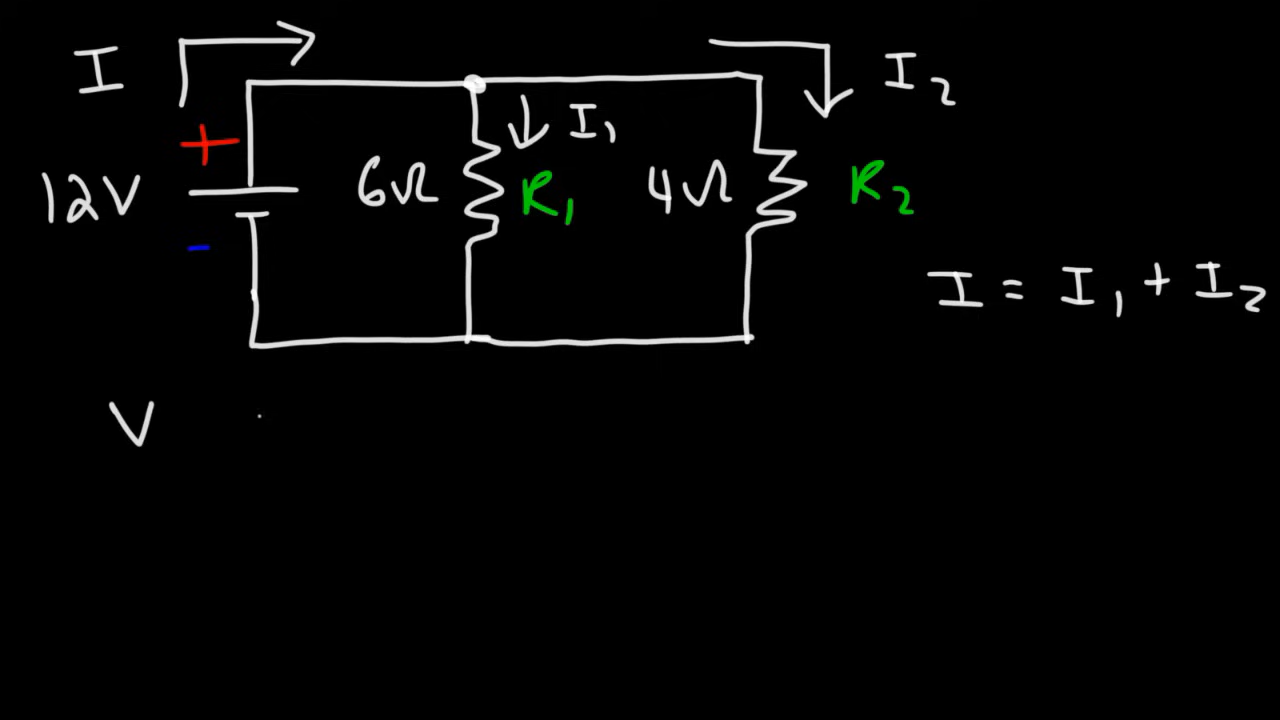 I
I₂
I₁
+
12V
6Ω
R₁
4Ω
R₂
-
I = I₁ + I₂
V